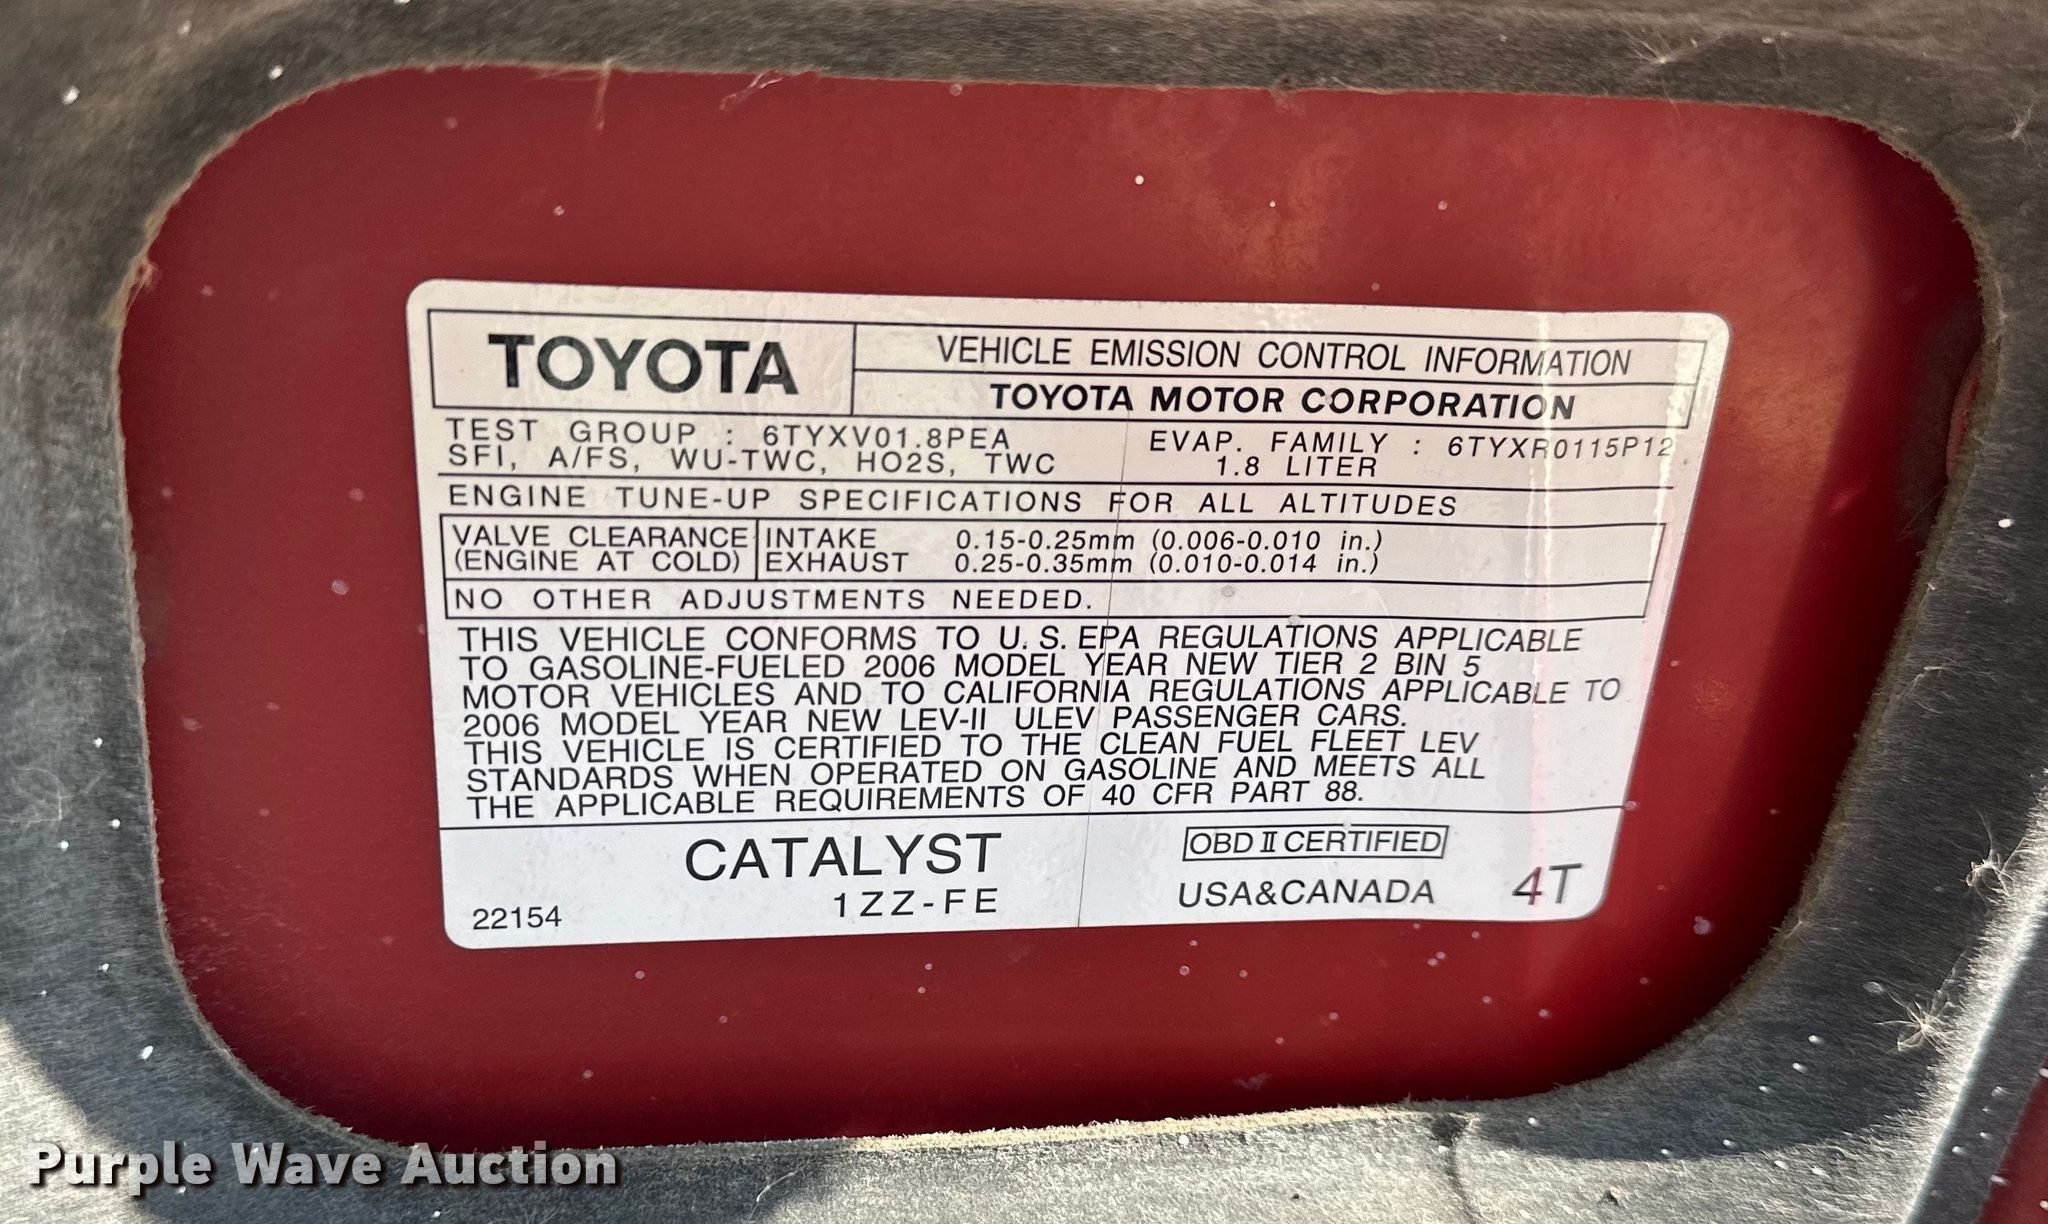 TOYOTA
VEHICLE EMISSION CONTROL INFORMATION
TOYOTA MOTOR CORPORATION
TEST GROUP : 6TYXV01.8PEA EVAP. FAMILY : 6TYXR0115P12
SFI, A/FS, WU-TWC, HO2S, TWC 1.8 LITER
ENGINE TUNE-UP SPECIFICATIONS FOR ALL ALTITUDES
VALVE CLEARANCE INTAKE 0.15-0.25mm (0.006-0.010 in.)
(ENGINE AT COLD) EXHAUST 0.25-0.35mm (0.010-0.014 in.)
NO OTHER ADJUSTMENTS NEEDED.
THIS VEHICLE CONFORMS TO U.S. EPA REGULATIONS APPLICABLE
TO GASOLINE-FUELED 2006 MODEL YEAR NEW TIER 2 BIN 5
MOTOR VEHICLES AND TO CALIFORNIA REGULATIONS APPLICABLE TO
2006 MODEL YEAR NEW LEV-II ULEV PASSENGER CARS.
THIS VEHICLE IS CERTIFIED TO THE CLEAN FUEL FLEET LEV
STANDARDS WHEN OPERATED ON GASOLINE AND MEETS ALL
THE APPLICABLE REQUIREMENTS OF 40 CFR PART 88.
CATALYST OBD II CERTIFIED
22154 1ZZ-FE USA&CANADA 4T
Purple Wave Auction